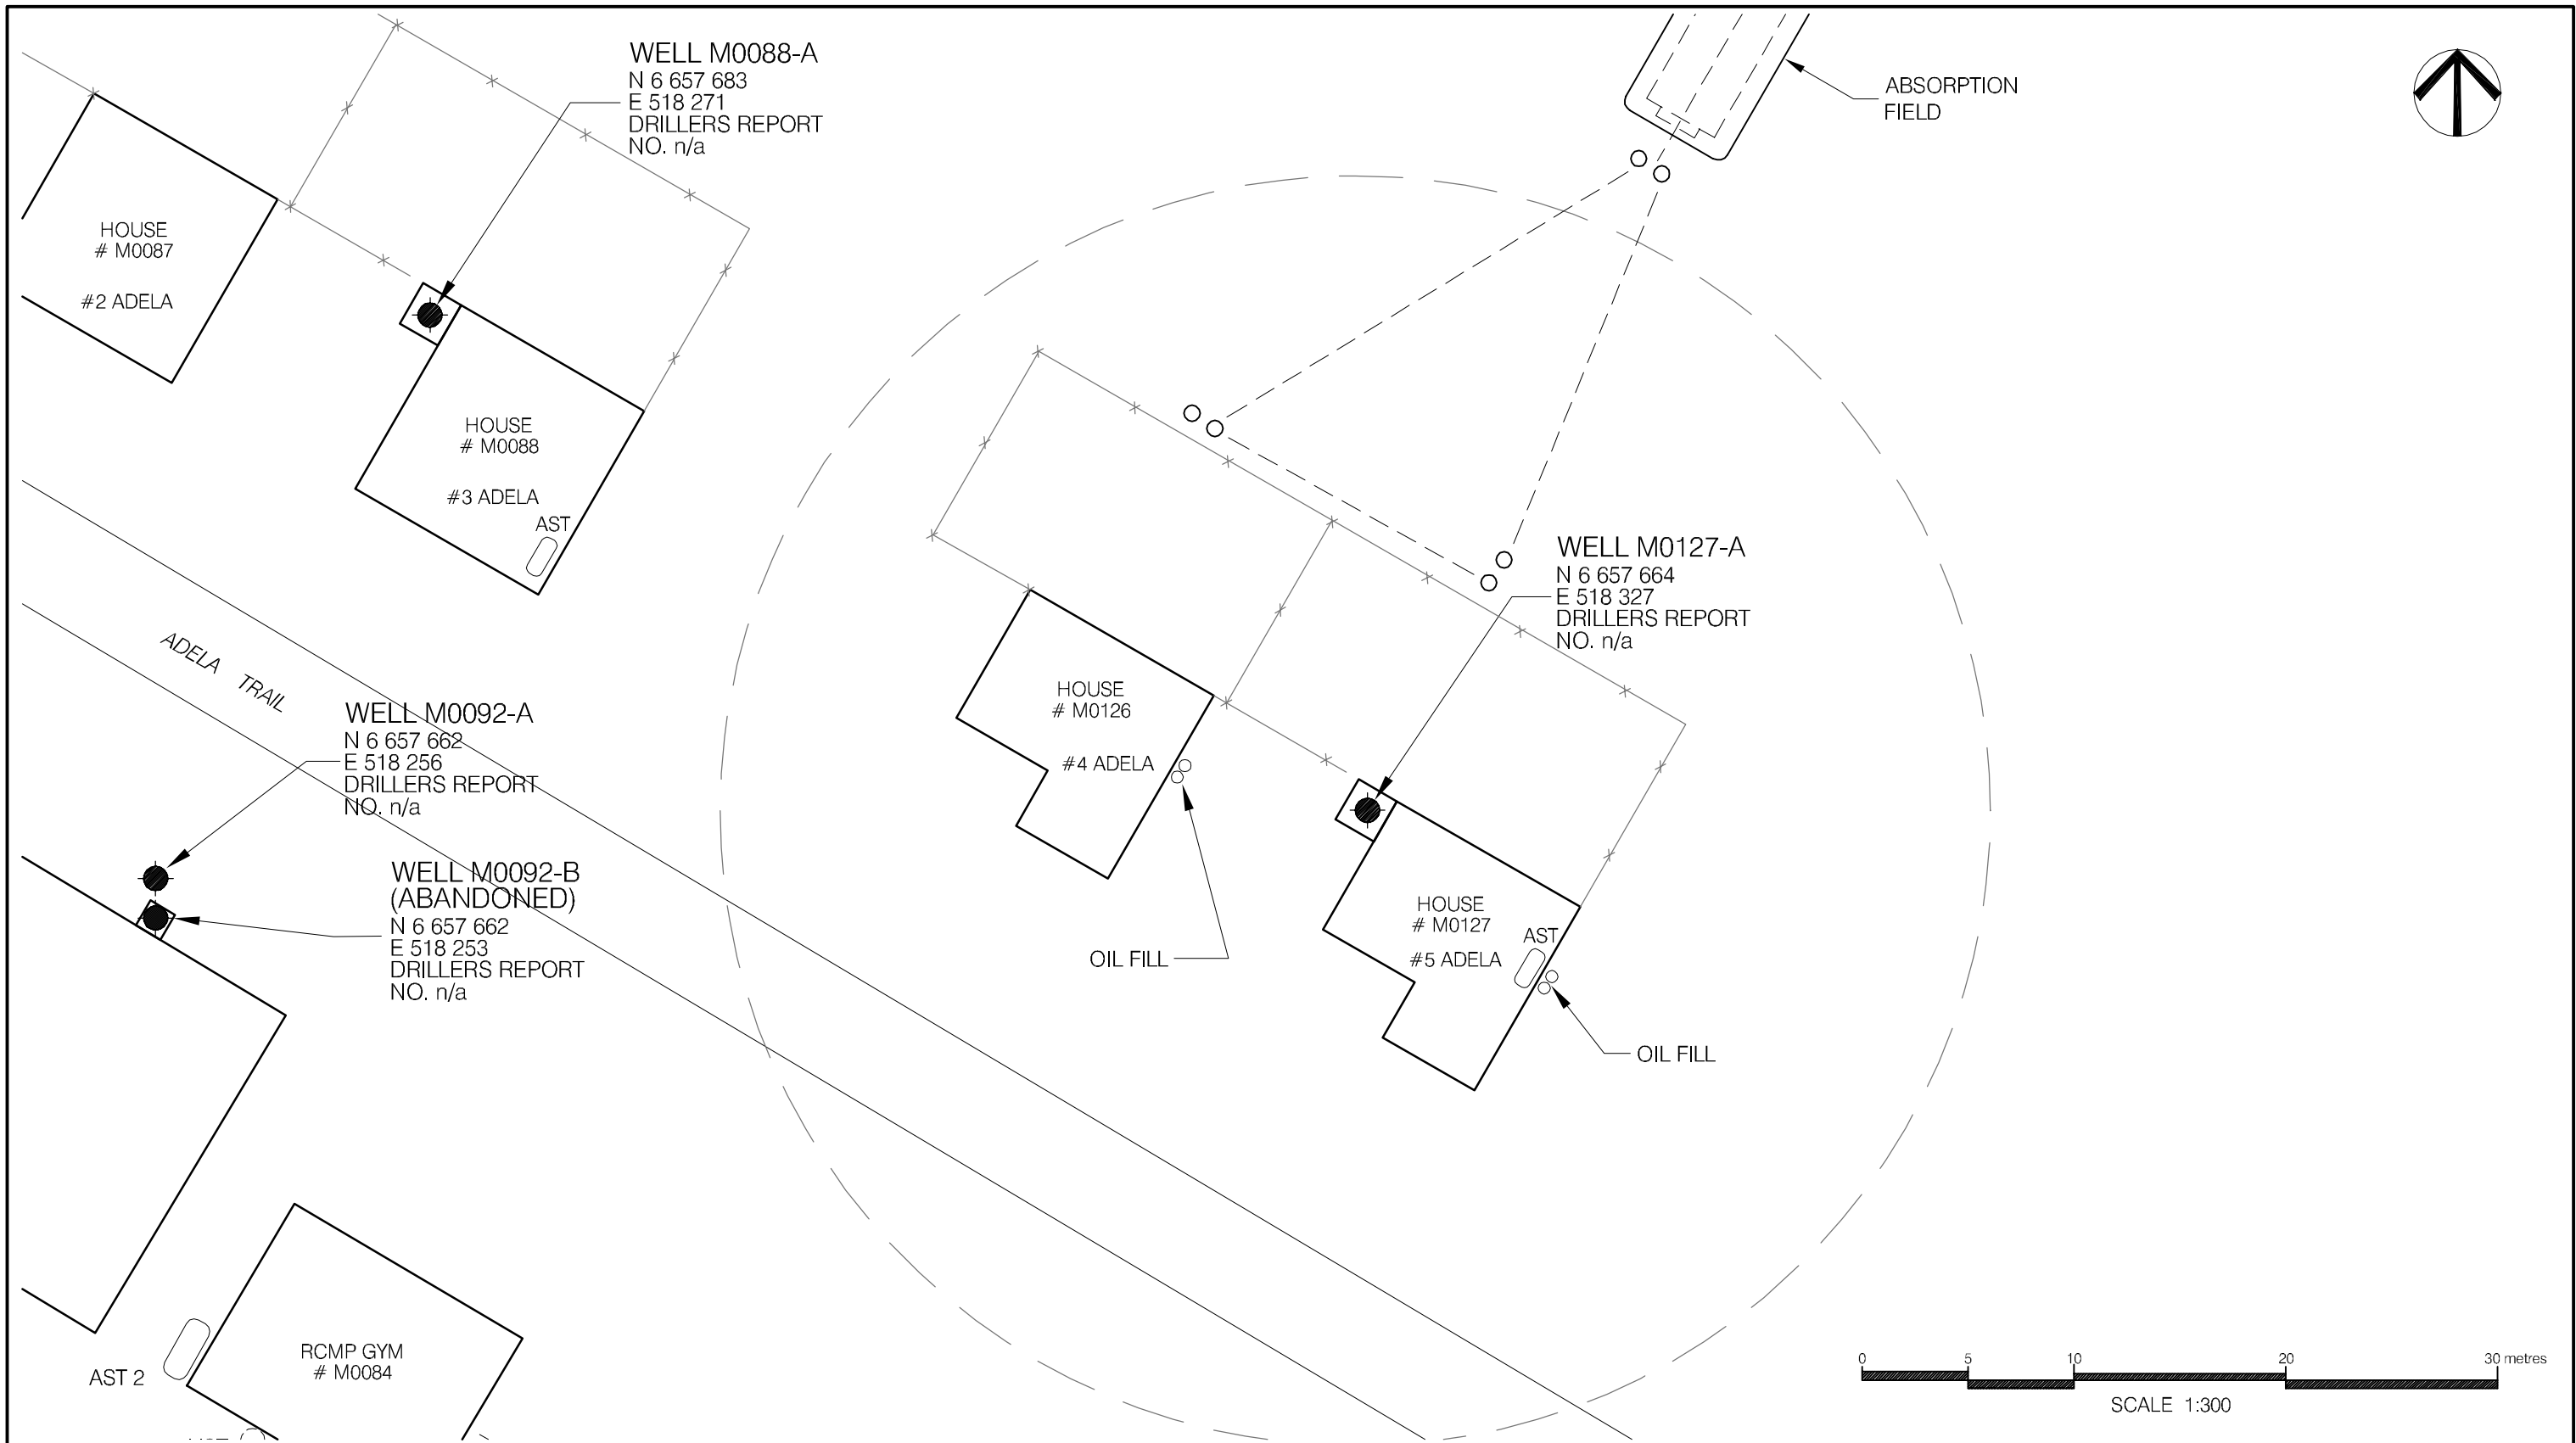 WELL M0088-A
N 6 657 683
E 518 271
DRILLERS REPORT
NO. n/a
ABSORPTION
FIELD
HOUSE
# M0087
#2 ADELA
HOUSE
# M0088
#3 ADELA
AST
WELL M0127-A
N 6 657 664
E 518 327
DRILLERS REPORT
NO. n/a
ADELA TRAIL
HOUSE
# M0126
#4 ADELA
WELL M0092-A
N 6 657 662
E 518 256
DRILLERS REPORT
NO. n/a
WELL M0092-B
(ABANDONED)
N 6 657 662
E 518 253
DRILLERS REPORT
NO. n/a
HOUSE
# M0127
AST
#5 ADELA
OIL FILL
OIL FILL
RCMP GYM
# M0084
AST 2
0 5 10 20 30 metres
SCALE 1:300